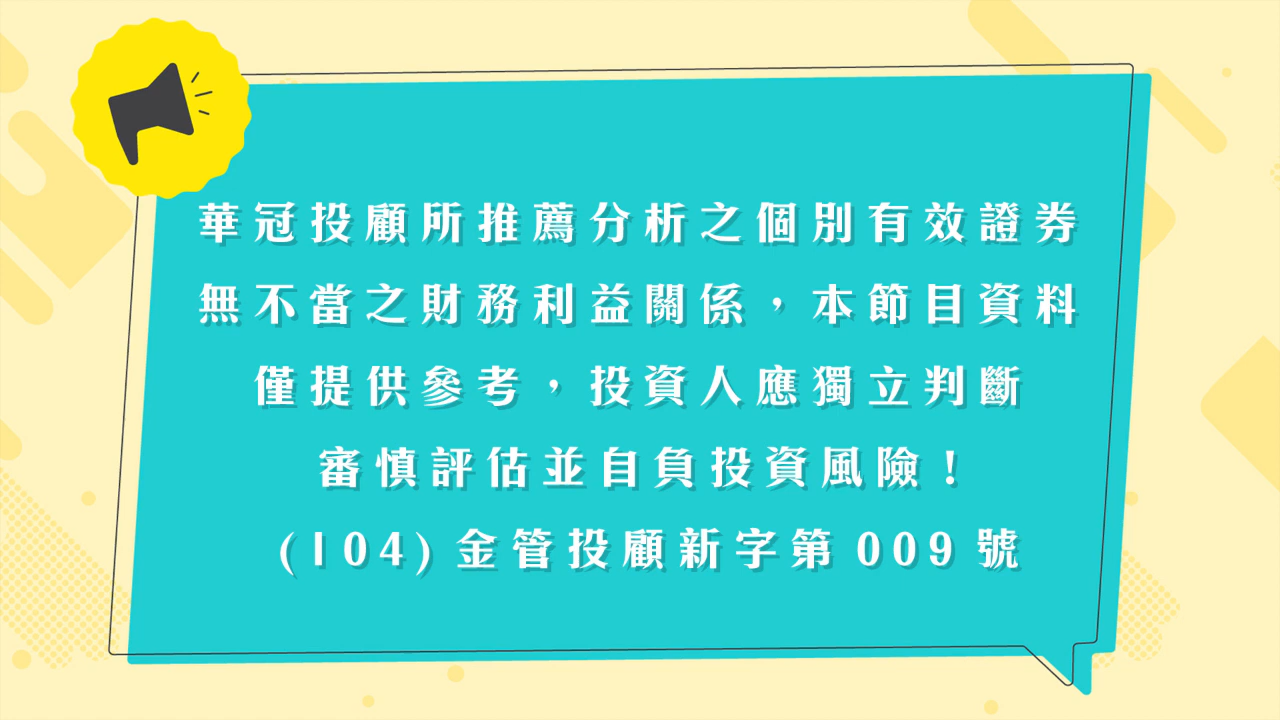 華冠投顧所推薦分析之個別有效證券
無不當之財務利益關係，本節目資料
僅提供參考，投資人應獨立判斷
審慎評估並自負投資風險！
(104) 金管投顧新字第 009 號